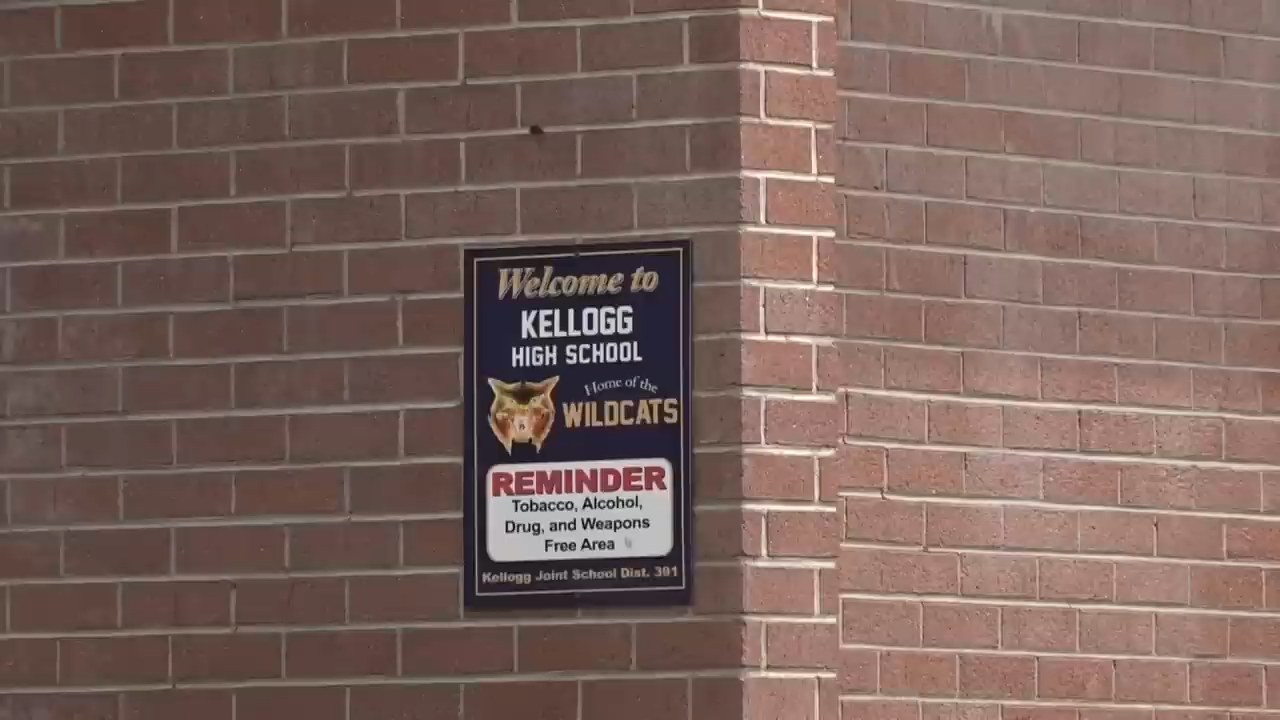 Welcome to
KELLOGG
HIGH SCHOOL
Home of the
WILDCATS
REMINDER
Tobacco, Alcohol,
Drug, and Weapons
Free Area
Kellogg Joint School Dist. 391